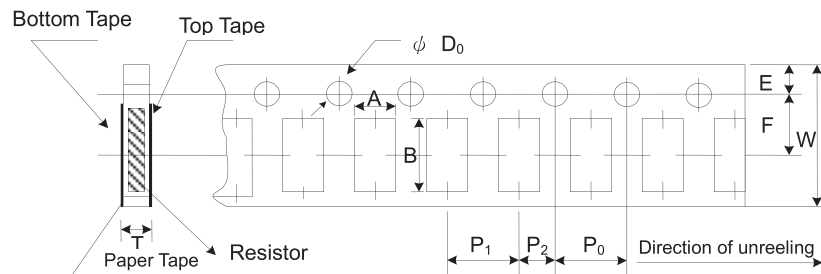 Bottom Tape
Top Tape
ψ D₀
A
E
F
W
B
T
Paper Tape
Resistor
P₁
P₂
P₀
Direction of unreeling